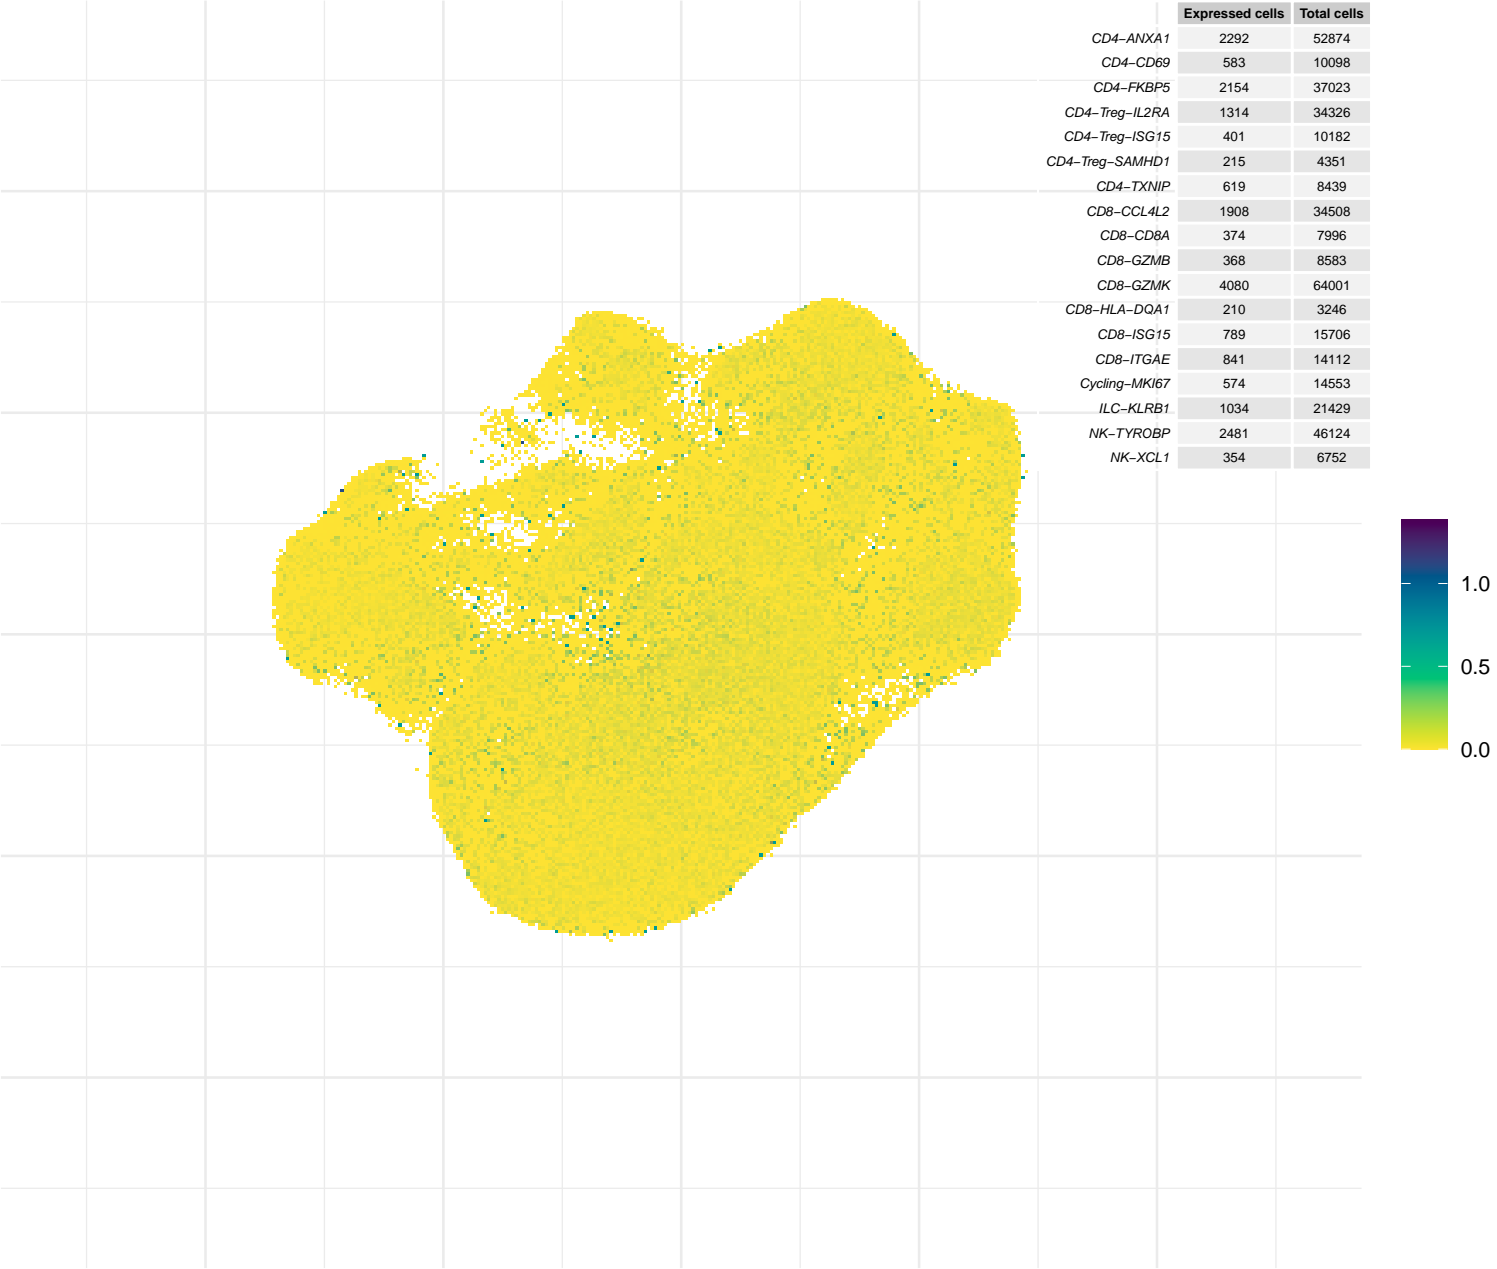 Expressed cells Total cells
CD4−ANXA1 2292 52874
CD4−CD69 583 10098
CD4−FKBP5 2154 37023
CD4−Treg−IL2RA 1314 34326
CD4−Treg−ISG15 401 10182
CD4−Treg−SAMHD1 215 4351
CD4−TXNIP 619 8439
CD8−CCL4L2 1908 34508
CD8−CD8A 374 7996
CD8−GZMB 368 8583
CD8−GZMK 4080 64001
CD8−HLA−DQA1 210 3246
CD8−ISG15 789 15706
CD8−ITGAE 841 14112
Cycling−MKI67 574 14553
ILC−KLRB1 1034 21429
NK−TYROBP 2481 46124
NK−XCL1 354 6752
1.0
0.5
0.0